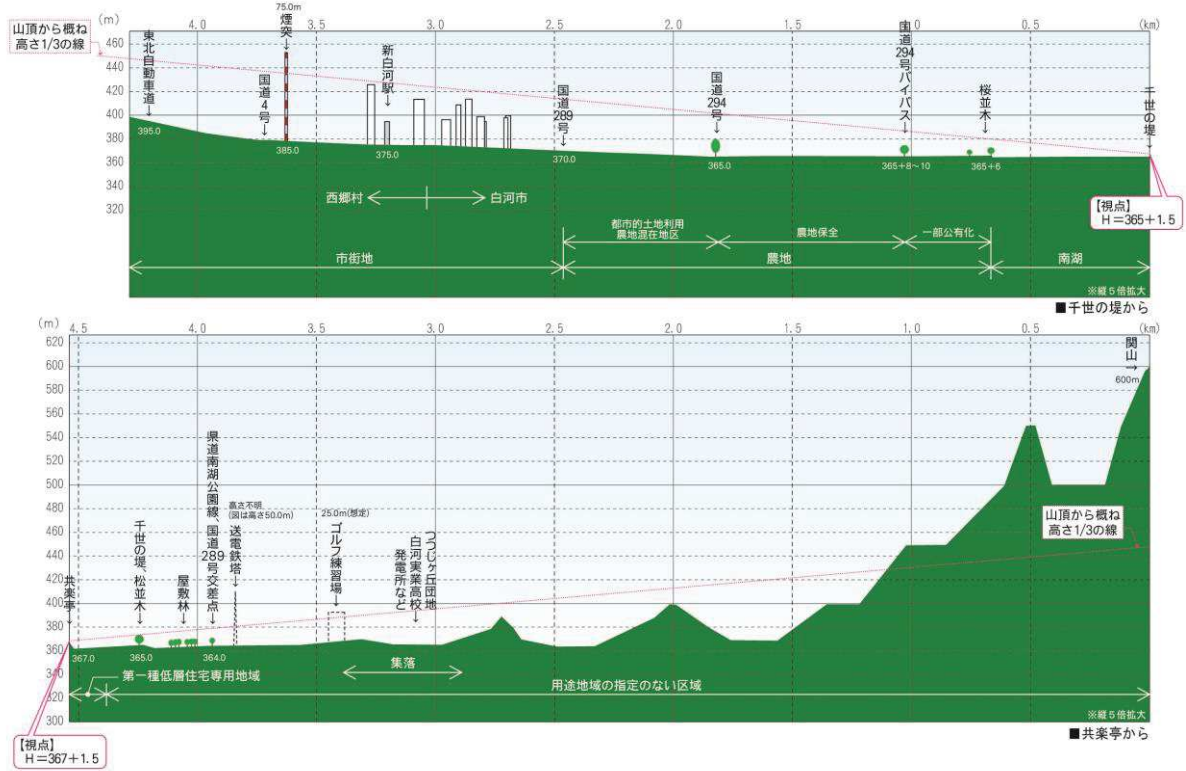 (m)
4.0
3.5
3.0
2.5
2.0
1.5
1.0
0.5
(km)
山頂から概ね
高さ1/3の線
460
440
420
400
380
360
340
320
東北自動車道
395.0
国道4号
75.0m
煙突
385.0
新白河駅
375.0
国道289号
370.0
国道294号
365.0
国道294号バイパス
365+8～10
桜並木
365+6
千世の堤
【視点】
H=365+1.5
西郷村
白河市
都市的土地利用
農地混在地区
農地保全
一部公有化
市街地
農地
南湖
※縦5倍拡大
■千世の堤から
(m)
4.5
4.0
3.5
3.0
2.5
2.0
1.5
1.0
0.5
(km)
620
600
580
560
540
520
500
480
460
440
420
400
380
360
340
320
300
共楽亭
367.0
千世の堤、松並木
365.0
屋敷林
県道南湖公園線、国道289号交差点
364.0
高さ不明
(図は高さ50.0m)
送電鉄塔
25.0m(想定)
ゴルフ練習場
つつじヶ丘団地
白河実業高校
発電所など
関山
600m
山頂から概ね
高さ1/3の線
第一種低層住宅専用地域
集落
用途地域の指定のない区域
※縦5倍拡大
■共楽亭から
【視点】
H=367+1.5